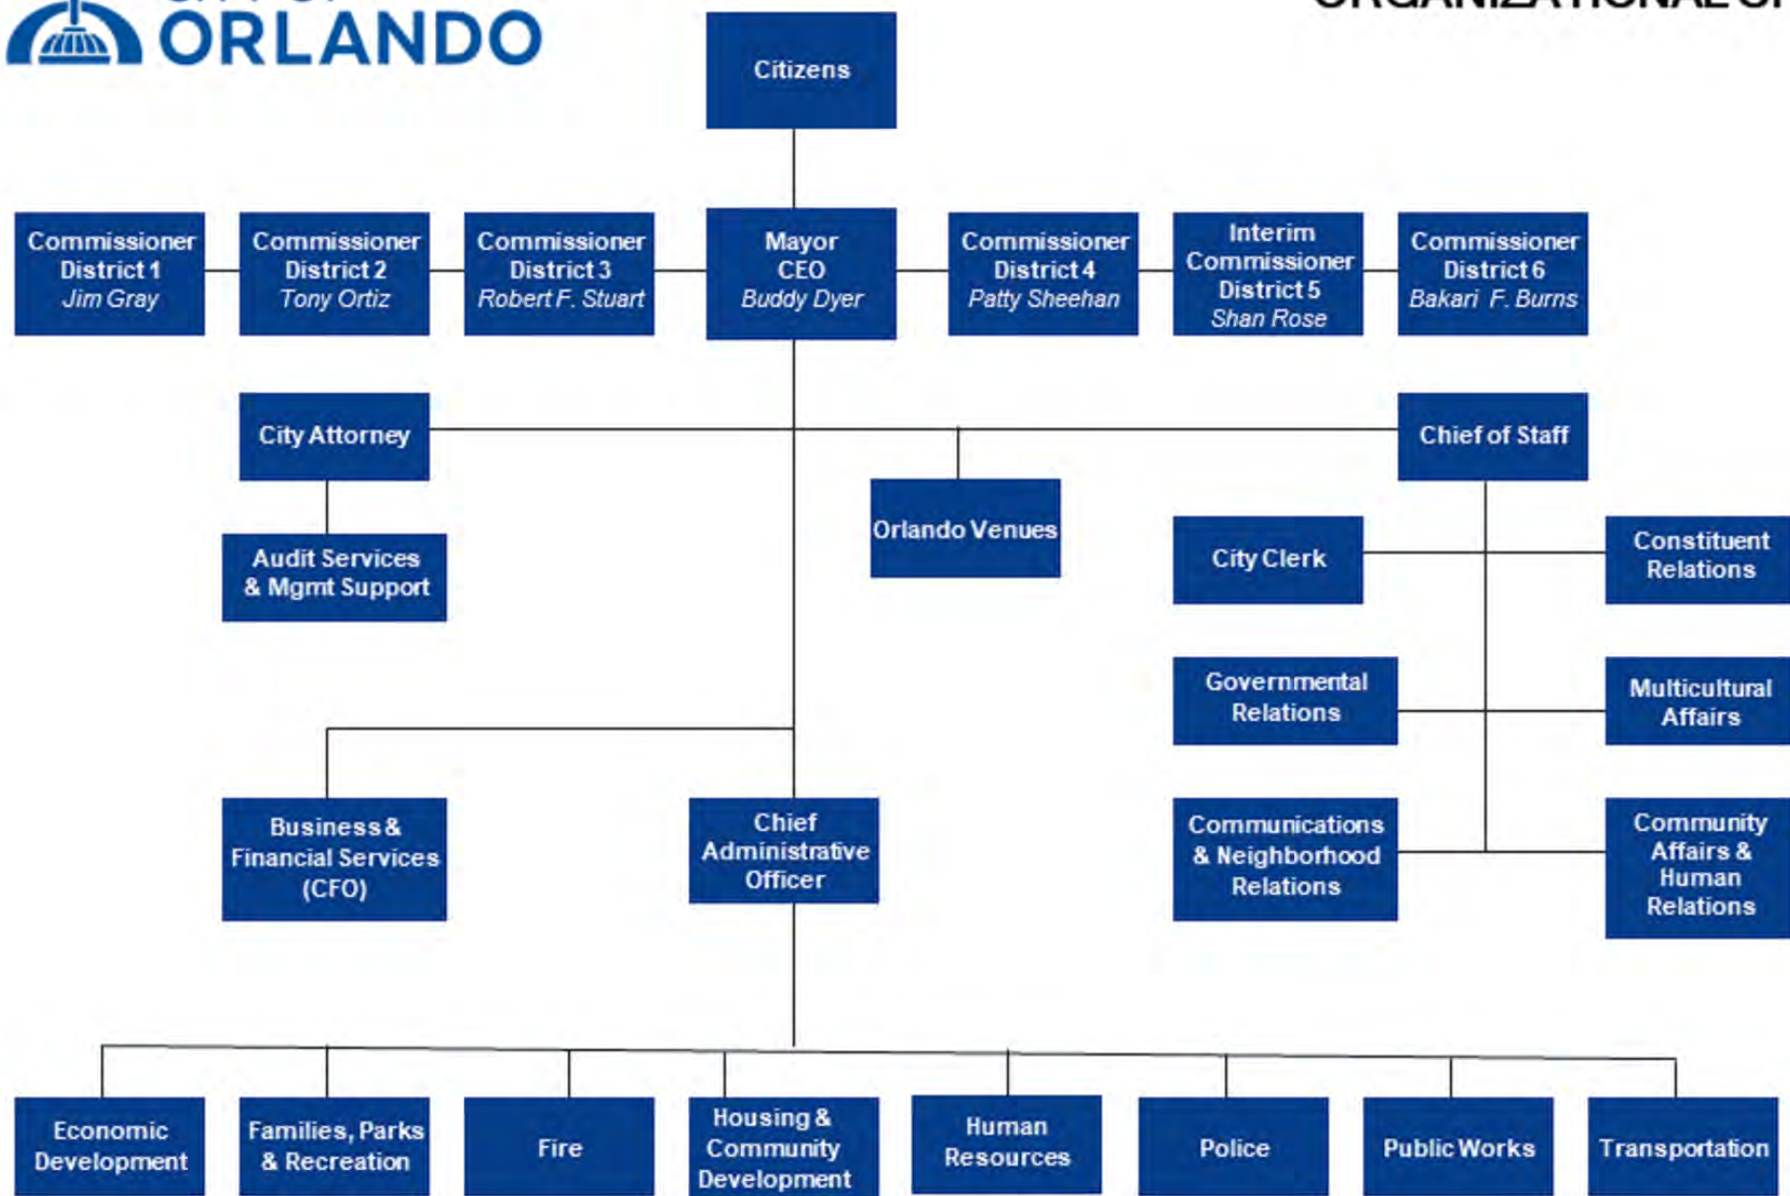 ORLANDO
Citizens
Commissioner
District 1
Jim Gray
Commissioner
District 2
Tony Ortiz
Commissioner
District 3
Robert F. Stuart
Mayor
CEO
Buddy Dyer
Commissioner
District 4
Patty Sheehan
Interim
Commissioner
District 5
Shan Rose
Commissioner
District 6
Bakari F. Burns
City Attorney
Chief of Staff
Orlando Venues
Audit Services
& Mgmt Support
City Clerk
Constituent
Relations
Governmental
Relations
Multicultural
Affairs
Business &
Financial Services
(CFO)
Chief
Administrative
Officer
Communications
& Neighborhood
Relations
Community
Affairs &
Human
Relations
Economic
Development
Families, Parks
& Recreation
Fire
Housing &
Community
Development
Human
Resources
Police
Public Works
Transportation